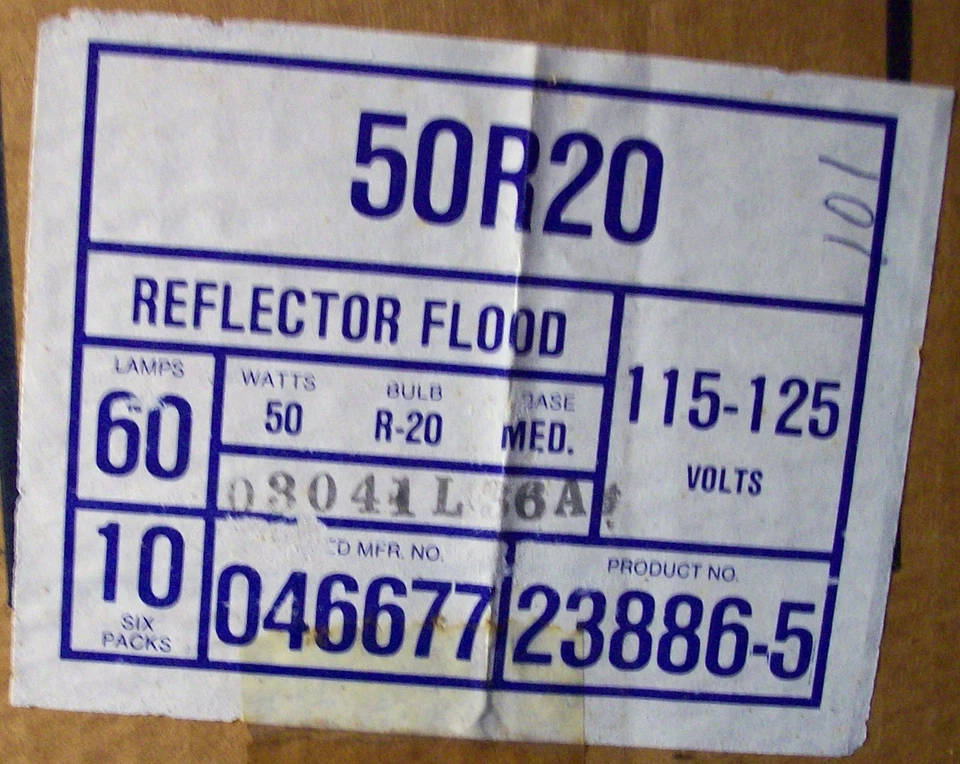 50R20
101
REFLECTOR FLOOD
115-125
VOLTS
LAMPS
60
WATTS BULB
50 R-20 MED.
10
SIX
PACKS
MFR. NO.
046677
PRODUCT NO.
23886-5